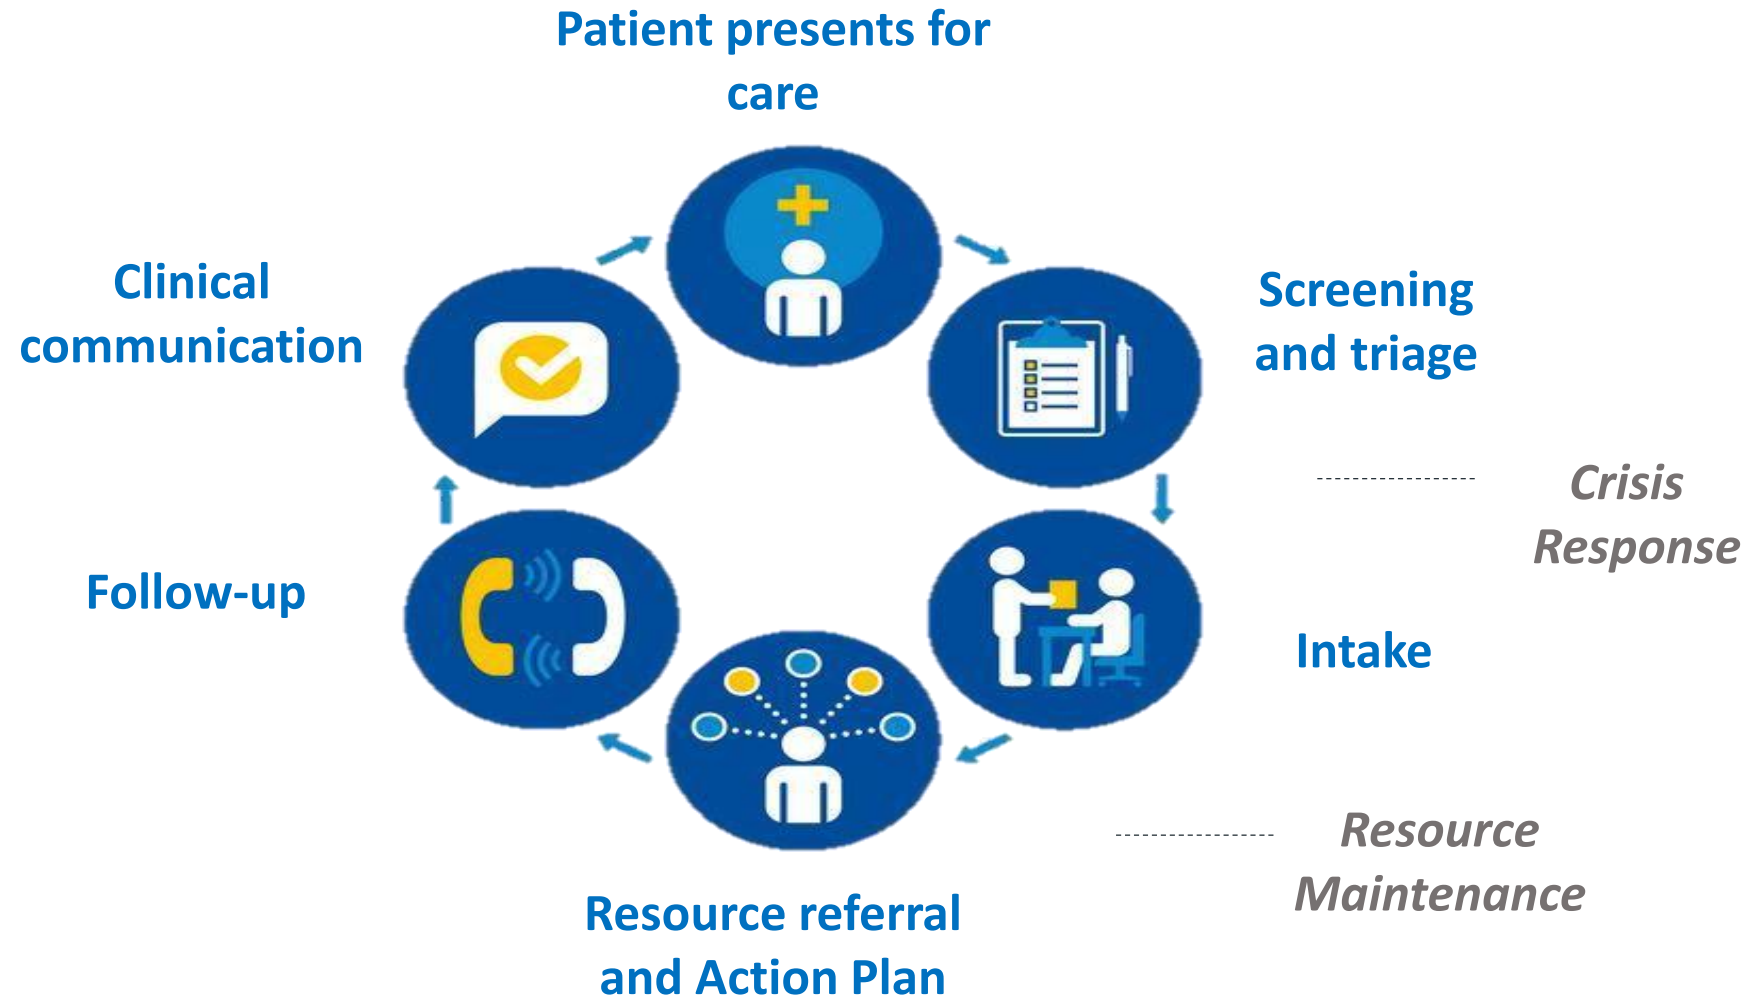 Patient presents for
care
Clinical
communication
Screening
and triage
Crisis
Response
Follow-up
Intake
Resource
Maintenance
Resource referral
and Action Plan